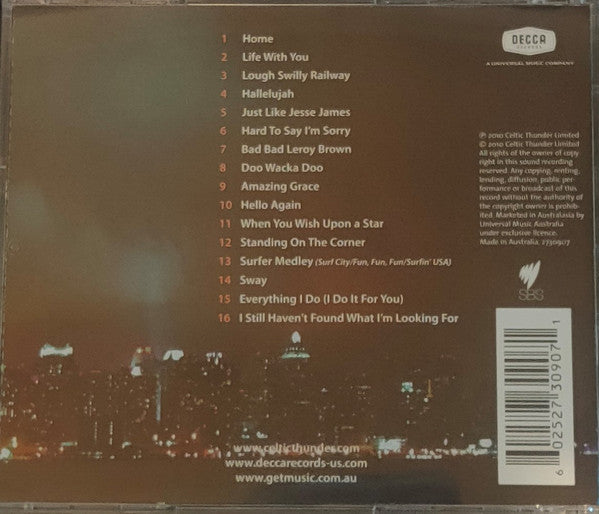 1 Home
2 Life With You
3 Lough Swilly Railway
4 Hallelujah
5 Just Like Jesse James
6 Hard To Say I'm Sorry
7 Bad Bad Leroy Brown
8 Doo Wacka Doo
9 Amazing Grace
10 Hello Again
11 When You Wish Upon a Star
12 Standing On The Corner
13 Surfer Medley (Surf City/Fun, Fun, Fun/Surfin' USA)
14 Sway
15 Everything I Do (I Do It For You)
16 I Still Haven't Found What I'm Looking For
www.celticthunder.com
www.deccarecords-us.com
www.getmusic.com.au
DECCA
RECORDS
A UNIVERSAL MUSIC COMPANY
℗ 2010 Celtic Thunder Limited
© 2010 Celtic Thunder Limited
All rights of the owner of copy
right in this sound recording
reserved. Any copying, renting,
lending, diffusion, public per-
formance or broadcast of this
record without the authority of
the copyright owner is prohib-
ited. Marketed in Australasia by
Universal Music Australia
under exclusive licence.
Made in Australia. 2730907
SBS
6 02527 30907 1